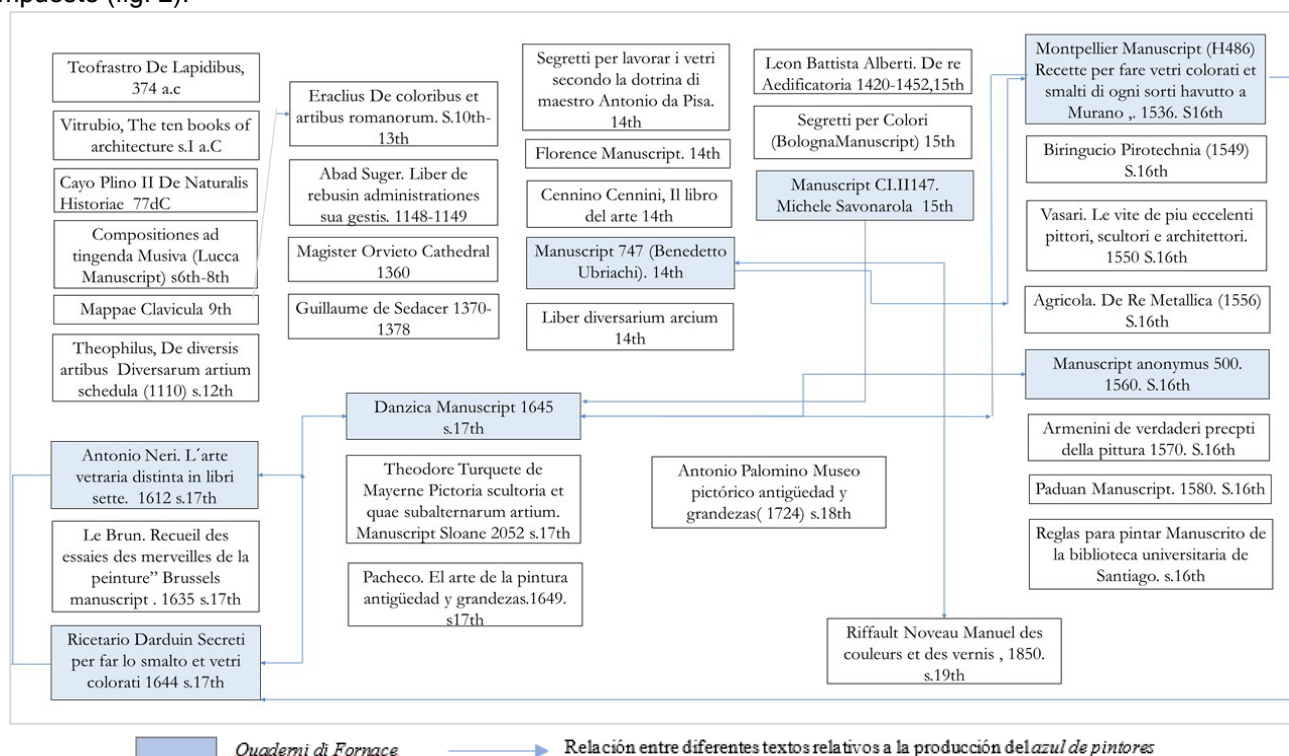 mpuesto (fig. 2).
Teofrastro De Lapidibus,
374 a.c
Vitrubio, The ten books of
architecture s.I a.C
Cayo Plino II De Naturalis
Historiae 77dC
Compositiones ad
tingenda Musiva (Lucca
Manuscript) s6th-8th
Mappae Clavicula 9th
Theophilus, De diversis
artibus Diversarum artium
schedula (1110) s.12th
Antonio Neri. L´arte
vetraria distinta in libri
sette. 1612 s.17th
Le Brun. Recueil des
essaies des merveilles de la
peinture” Brussels
manuscript . 1635 s.17th
Ricetario Darduin Secreti
per far lo smalto et vetri
colorati 1644 s.17th
Eraclius De coloribus et
artibus romanorum. S.10th-
13th
Abad Suger. Liber de
rebusin administrationes
sua gestis. 1148-1149
Magister Orvieto Cathedral
1360
Guillaume de Sedacer 1370-
1378
Danzica Manuscript 1645
s.17th
Theodore Turquete de
Mayerne Pictoria scultoria et
quae subalternarum artium.
Manuscript Sloane 2052 s.17th
Pacheco. El arte de la pintura
antigüedad y grandezas.1649.
s17th
Segretti per lavorar i vetri
secondo la dotrina di
maestro Antonio da Pisa.
14th
Florence Manuscript. 14th
Cennino Cennini, Il libro
del arte 14th
Manuscript 747 (Benedetto
Ubriachi). 14th
Liber diversarium arcium
14th
Antonio Palomino Museo
pictórico antigüedad y
grandezas( 1724) s.18th
Leon Battista Alberti. De re
Aedificatoria 1420-1452,15th
Segretti per Colori
(BolognaManuscript) 15th
Manuscript CI.II147.
Michele Savonarola 15th
Riffault Noveau Manuel des
couleurs et des vernis , 1850.
s.19th
Montpellier Manuscript (H486)
Recette per fare vetri colorati et
smalti di ogni sorti havutto a
Murano ,. 1536. S16th
Biringucio Pirotechnia (1549)
S.16th
Vasari. Le vite de piu eccelenti
pittori, scultori e architettori.
1550 S.16th
Agricola. De Re Metallica (1556)
S.16th
Manuscript anonymus 500.
1560. S.16th
Armenini de verdaderi precpti
della pittura 1570. S.16th
Paduan Manuscript. 1580. S.16th
Reglas para pintar Manuscrito de
la biblioteca universitaria de
Santiago. s.16th
Quaderni di Fornace
Relación entre diferentes textos relativos a la producción del azul de pintores